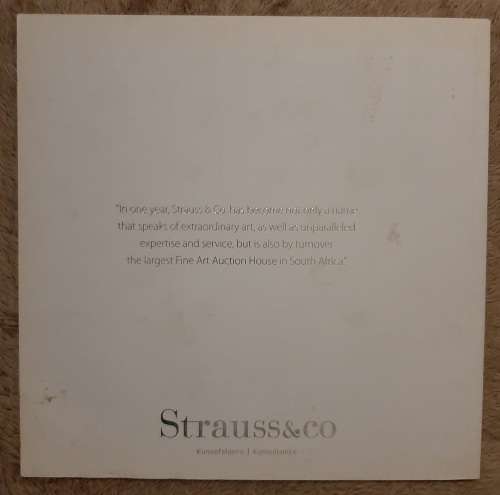 "In one year, Strauss & Co. has become not only a name
that speaks of extraordinary art, as well as unparalleled
expertise and service, but is also by turnover
the largest Fine Art Auction House in South Africa"
Strauss&co